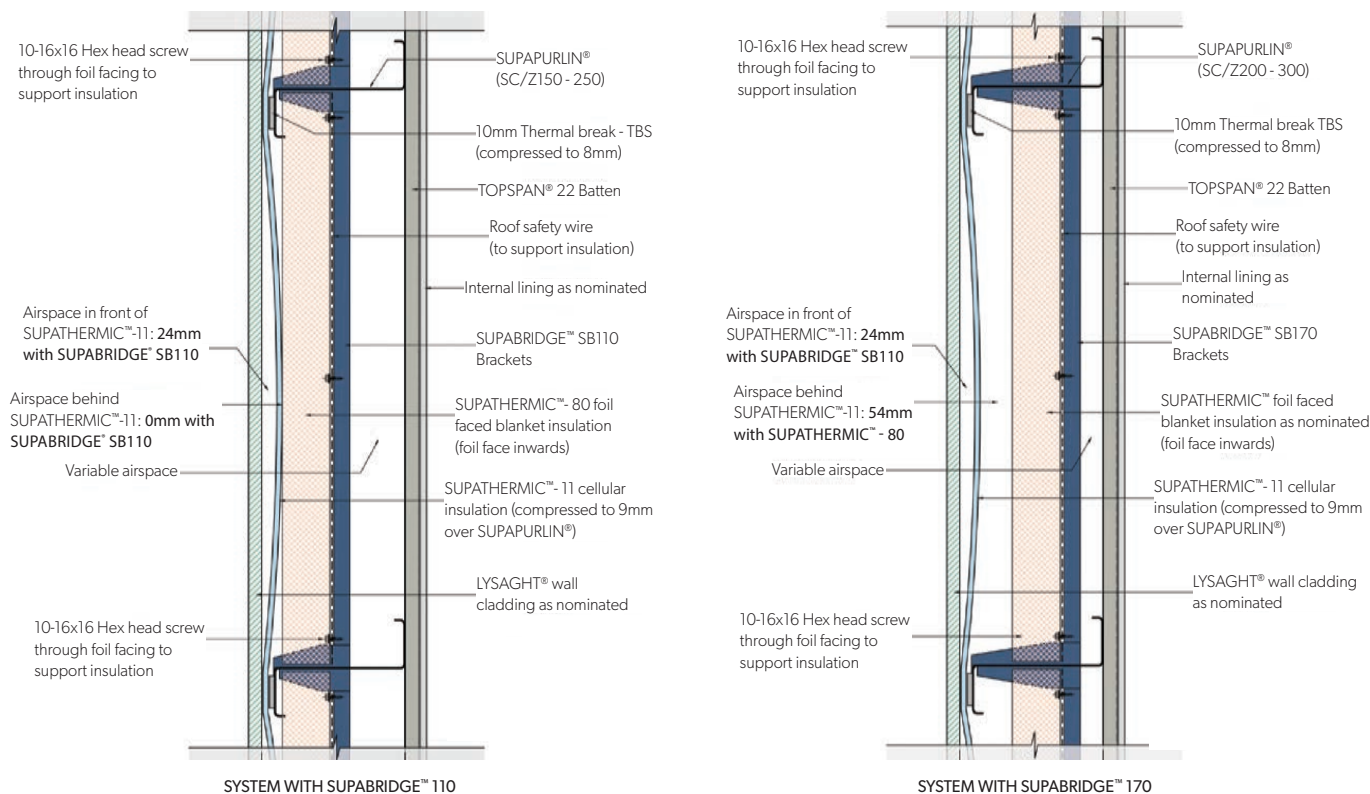 10-16x16 Hex head screw
through foil facing to
support insulation
SUPAPURLIN®
(SC/Z150 - 250)
10mm Thermal break - TBS
(compressed to 8mm)
TOPSPAN® 22 Batten
Roof safety wire
(to support insulation)
Internal lining as nominated
Airspace in front of
SUPATHERMIC™-11: 24mm
with SUPABRIDGE® SB110
SUPABRIDGE™ SB110
Brackets
Airspace behind
SUPATHERMIC™-11: 0mm with
SUPABRIDGE® SB110
SUPATHERMIC™- 80 foil
faced blanket insulation
(foil face inwards)
Variable airspace
SUPATHERMIC™- 11 cellular
insulation (compressed to 9mm
over SUPAPURLIN®)
LYSAGHT® wall
cladding as nominated
10-16x16 Hex head screw
through foil facing to
support insulation
SYSTEM WITH SUPABRIDGE™ 110
10-16x16 Hex head screw
through foil facing to
support insulation
SUPAPURLIN®
(SC/Z200 - 300)
10mm Thermal break TBS
(compressed to 8mm)
TOPSPAN® 22 Batten
Roof safety wire
(to support insulation)
Internal lining as
nominated
Airspace in front of
SUPATHERMIC™-11: 24mm
with SUPABRIDGE™ SB110
SUPABRIDGE™ SB170
Brackets
Airspace behind
SUPATHERMIC™-11: 54mm
with SUPATHERMIC™ - 80
SUPATHERMIC™ foil faced
blanket insulation as nominated
(foil face inwards)
Variable airspace
SUPATHERMIC™- 11 cellular
insulation (compressed to 9mm
over SUPAPURLIN®)
LYSAGHT® wall cladding
as nominated
10-16x16 Hex head screw
through foil facing to
support insulation
SYSTEM WITH SUPABRIDGE™ 170